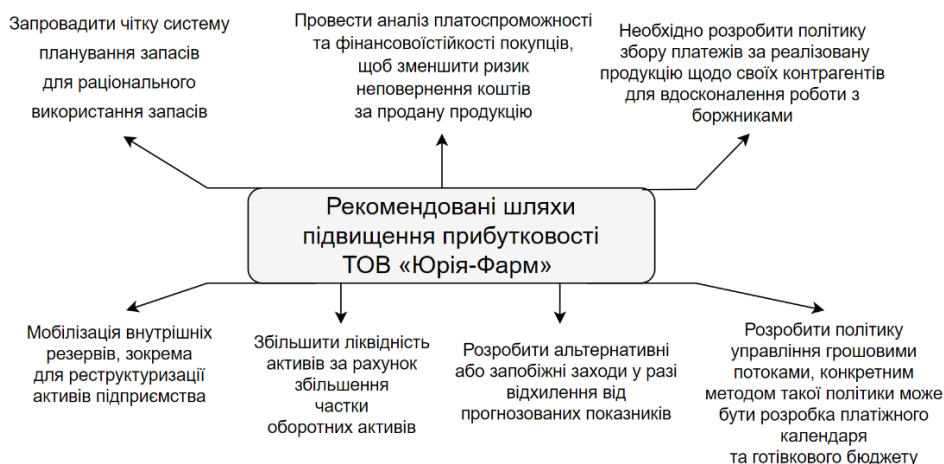 Запровадити чітку систему
планування запасів
для раціонального
використання запасів
Провести аналіз платоспроможності
та фінансовоїстійкості покупців,
щоб зменшити ризик
неповернення коштів
за продану продукцію
Необхідно розробити політику
збору платежів за реалізовану
продукцію щодо своїх контрагентів
для вдосконалення роботи з
боржниками
Рекомендовані шляхи
підвищення прибутковості
ТОВ «Юрія-Фарм»
Мобілізація внутрішніх
резервів, зокрема
для реструктуризації
активів підприємства
Збільшити ліквідність
активів за рахунок
збільшення
частки
оборотних активів
Розробити альтернативні
або запобіжні заходи у разі
відхилення від
прогнозованих показників
Розробити політику
управління грошовими
потоками, конкретним
методом такої політики може
бути розробка платіжного
календаря
та готівкового бюджету